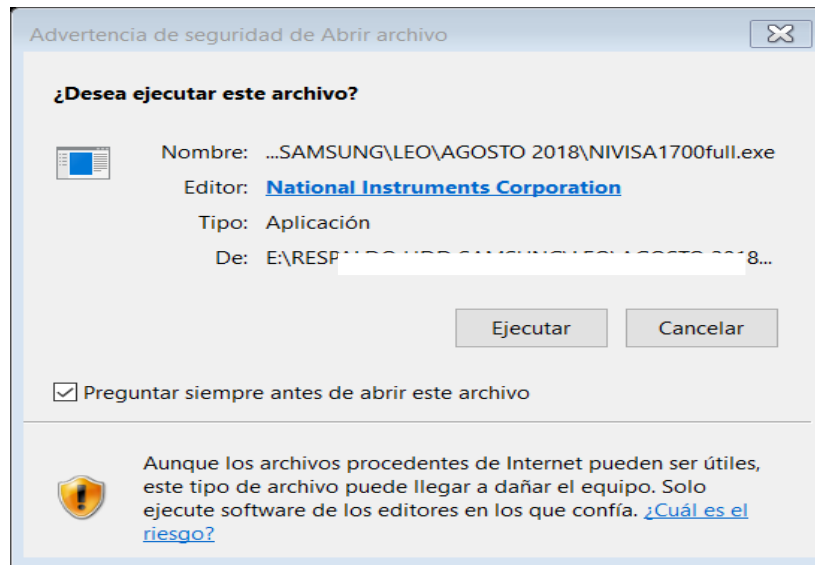 Advertencia de seguridad de Abrir archivo
¿Desea ejecutar este archivo?
Nombre: ...SAMSUNG\LEO\AGOSTO 2018\NIVISA1700full.exe
Editor: National Instruments Corporation
Tipo: Aplicación
De: E:\RESP 8...
Ejecutar Cancelar
Preguntar siempre antes de abrir este archivo
Aunque los archivos procedentes de Internet pueden ser útiles,
este tipo de archivo puede llegar a dañar el equipo. Solo
ejecute software de los editores en los que confía. ¿Cuál es el
riesgo?